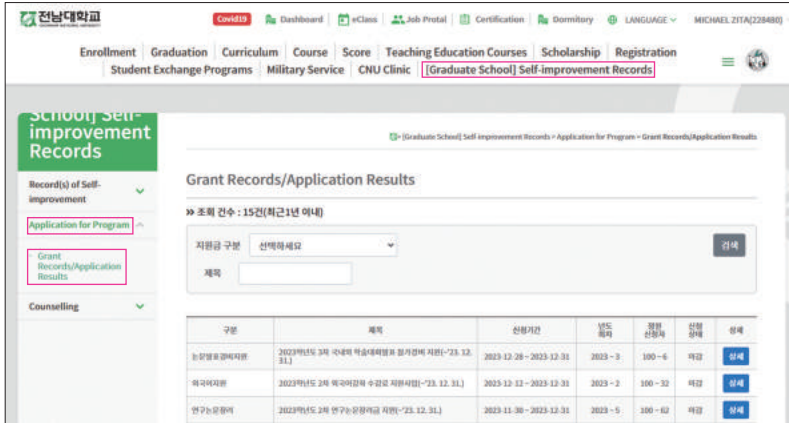 전남대학교
Covid19 Dashboard eClass Job Protal Certification Dormitory LANGUAGE MICHAEL ZITA(228480)
Enrollment Graduation Curriculum Course Score Teaching Education Courses Scholarship Registration
Student Exchange Programs Military Service CNU Clinic [Graduate School] Self-improvement Records
School] Self-
improvement
Records
> [Graduate School] Self-improvement Records > Application for Program > Grant Records/Application Results
Record(s) of Self-
improvement
Application for Program
- Grant
Records/Application
Results
Counselling
Grant Records/Application Results
» 조회 건수 : 15건(최근1년 이내)
지원금 구분 선택하세요 검색
제목
구분 제목 신청기간 년도 회차 정원 신청자 신청 상태 상세
논문발표경비지원 2023학년도 3차 국내외 학술대회발표 참가경비 지원(~'23. 12.
31.) 2023-12-28 ~ 2023-12-31 2023 - 3 100 - 6 마감 상세
외국어지원 2023학년도 2차 외국어강좌 수강료 지원사업(~'23. 12. 31.) 2023-12-12 ~ 2023-12-31 2023 - 2 100 - 32 마감 상세
연구논문장려 2023학년도 2차 연구논문장려금 지원(~'23. 12. 31.) 2023-11-30 ~ 2023-12-31 2023 - 5 100 - 62 마감 상세